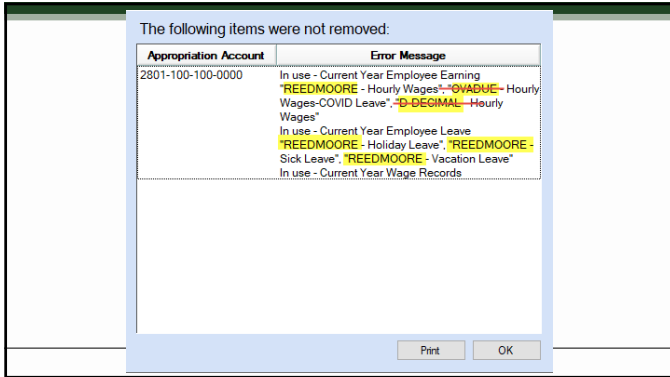 The following items were not removed:
Appropriation Account Error Message
2801-100-100-0000 In use - Current Year Employee Earning
"REEDMOORE - Hourly Wages", "OVADUE - Hourly
Wages-COVID Leave", "D DECIMAL - Hourly
Wages"
In use - Current Year Employee Leave
"REEDMOORE - Holiday Leave", "REEDMOORE -
Sick Leave", "REEDMOORE - Vacation Leave"
In use - Current Year Wage Records
Print OK